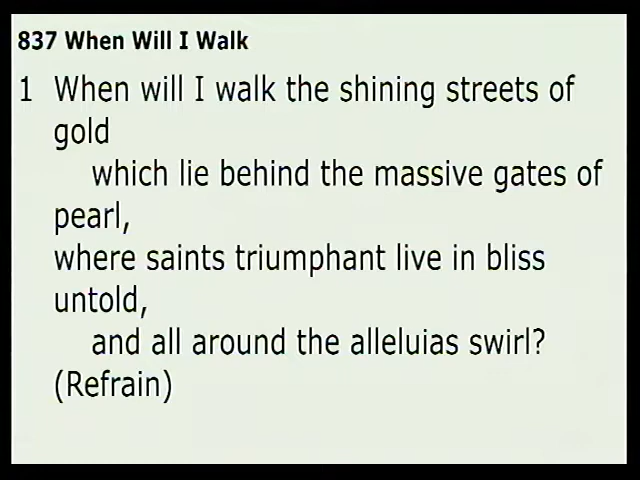 837 When Will I Walk
1 When will I walk the shining streets of
gold
which lie behind the massive gates of
pearl,
where saints triumphant live in bliss
untold,
and all around the alleluias swirl?
(Refrain)